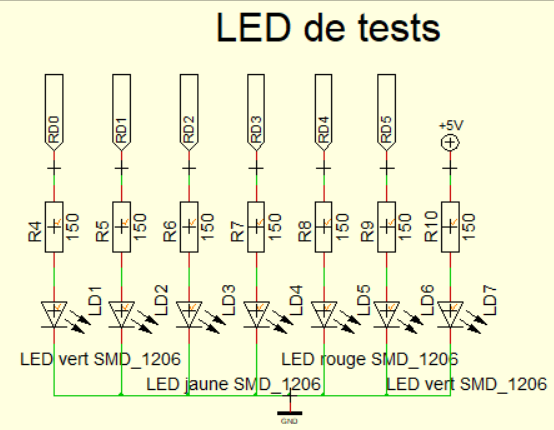 LED de tests
RD0 RD1 RD2 RD3 RD4 RD5 +5V
R4 150 R5 150 R6 150 R7 150 R8 150 R9 150 R10 150
LD1 LD2 LD3 LD4 LD5 LD6 LD7
LED vert SMD_1206 LED rouge SMD_1206
LED jaune SMD_1206 LED vert SMD_1206
GND